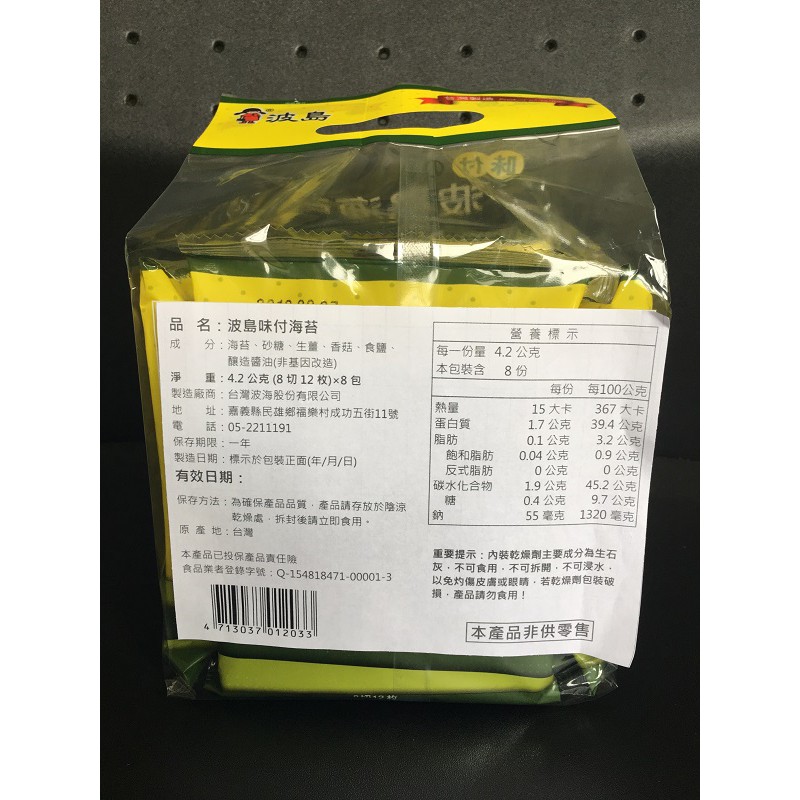 波島
品 名：波島味付海苔
成 分：海苔、砂糖、生薑、香菇、食鹽、
釀造醬油(非基因改造)
淨 重：4.2 公克 (8 切 12 枚)×8 包
製造廠商：台灣波海股份有限公司
地 址：嘉義縣民雄鄉福樂村成功五街11號
電 話：05-2211191
保存期限：一年
製造日期：標示於包裝正面(年/月/日)
有效日期：
保存方法：為確保產品品質，產品請存放於陰涼
乾燥處，拆封後請立即食用。
原 產 地：台灣
本產品已投保產品責任險
食品業者登錄字號：Q-154818471-00001-3
4 713037 012033
營 養 標 示
每一份量 4.2 公克
本包裝含 8 份
每份 每100公克
熱量 15 大卡 367 大卡
蛋白質 1.7 公克 39.4 公克
脂肪 0.1 公克 3.2 公克
飽和脂肪 0.04 公克 0.9 公克
反式脂肪 0 公克 0 公克
碳水化合物 1.9 公克 45.2 公克
糖 0.4 公克 9.7 公克
鈉 55 毫克 1320 毫克
重要提示：內裝乾燥劑主要成分為生石
灰，不可食用，不可拆開，不可浸水，
以免灼傷皮膚或眼睛，若乾燥劑包裝破
損，產品請勿食用！
本產品非供零售